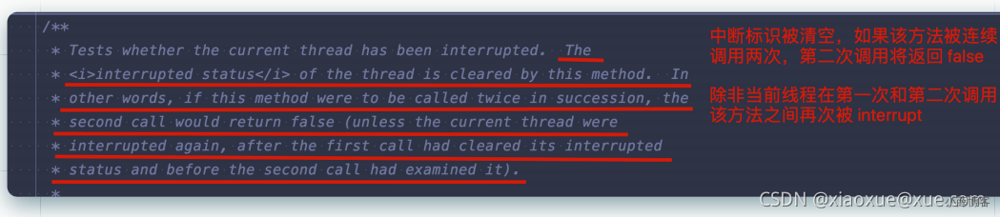 /**
* Tests whether the current thread has been interrupted. The
* <i>interrupted status</i> of the thread is cleared by this method. In
* other words, if this method were to be called twice in succession, the
* second call would return false (unless the current thread were
* interrupted again, after the first call had cleared its interrupted
* status and before the second call had examined it).
*
中断标识被清空，如果该方法被连续
调用两次，第二次调用将返回 false
除非当前线程在第一次和第二次调用
该方法之间再次被 interrupt
CSDN @xiaoxue@xue